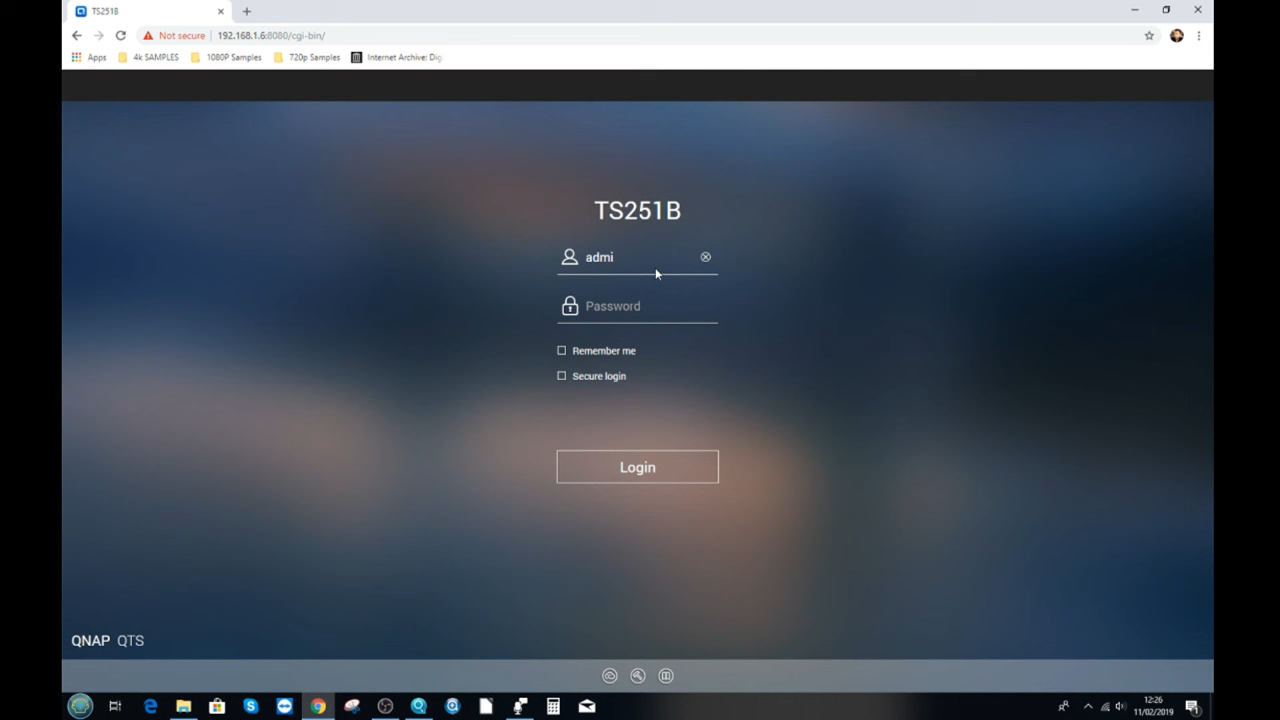 TS251B
Not secure 192.168.1.6:8080/cgi-bin/
Apps 4k SAMPLES 1080P Samples 720p Samples Internet Archive: Dig
TS251B
admi
Password
Remember me
Secure login
Login
QNAP QTS
12:26
11/02/2019